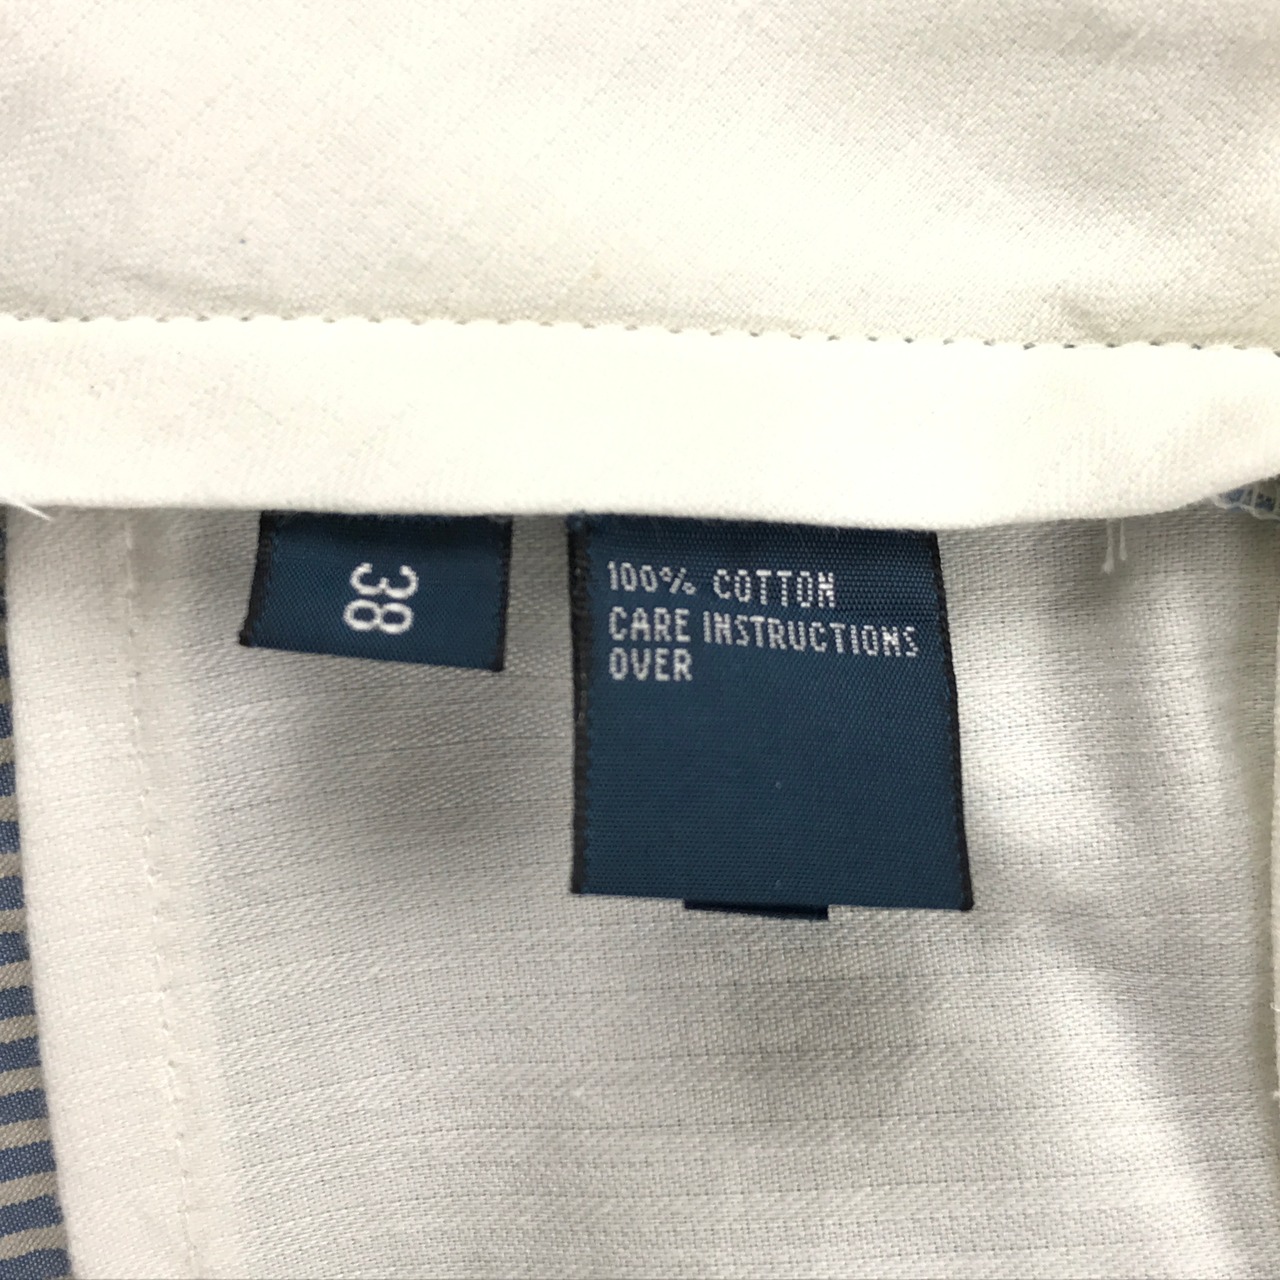 38
100% COTTON
CARE INSTRUCTIONS
OVER